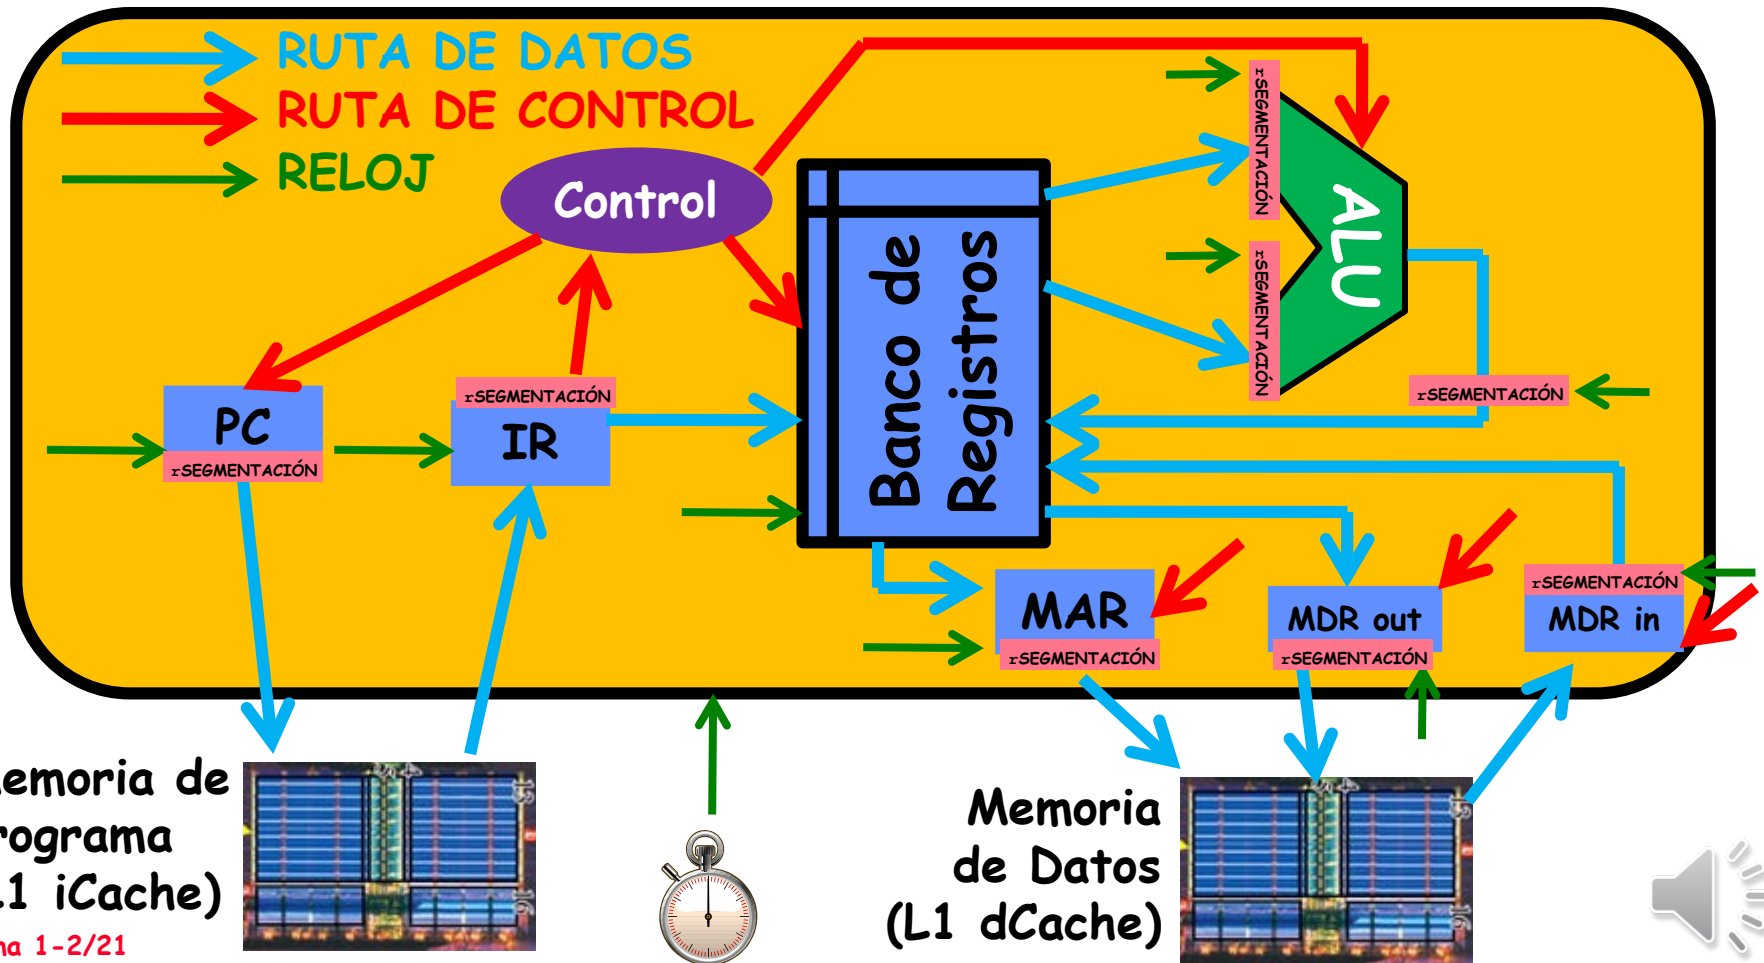 RUTA DE DATOS
RUTA DE CONTROL
RELOJ
Control
rSEGMENTACIÓN
rSEGMENTACIÓN
ALU
Banco de
Registros
PC
rSEGMENTACIÓN
rSEGMENTACIÓN
IR
rSEGMENTACIÓN
MAR
rSEGMENTACIÓN
MDR out
rSEGMENTACIÓN
rSEGMENTACIÓN
MDR in
emoria de
rograma
1 iCache)
Memoria
de Datos
(L1 dCache)
na 1-2/21